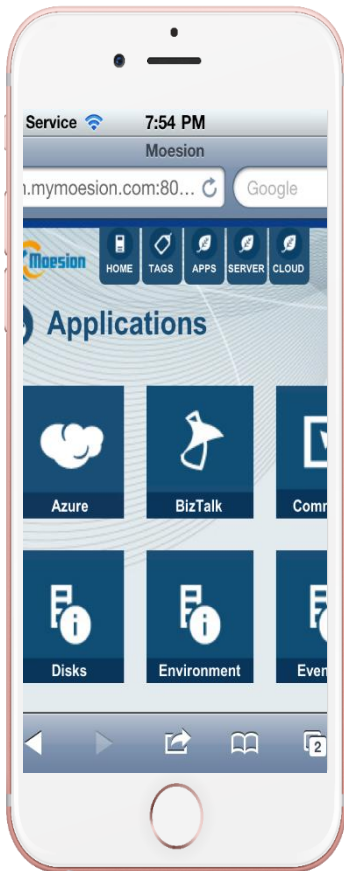 Service 7:54 PM
Moesion
.mymoesion.com:80... Google
Moesion
HOME TAGS APPS SERVER CLOUD
Applications
Azure BizTalk Comm
Disks Environment Even
2